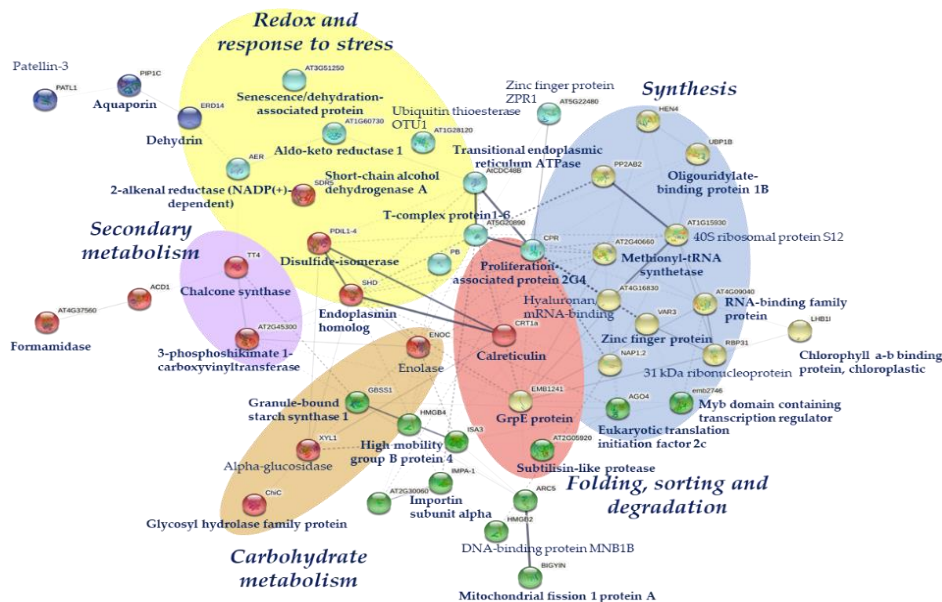 Redox and
response to stress
Patellin-3
PATL1
PIP1C
Aquaporin
ERD14
Dehydrin
AT3G51250
Senescence/dehydration-
associated protein
AT1G60730
Aldo-keto reductase 1
Ubiquitin thioesterase
OTU1
AT1G28120
Zinc finger protein
ZPR1
AT5G22480
Synthesis
HEN4
UBP1B
Oligouridylate-
binding protein 1B
AER
2-alkenal reductase (NADP(+)-
dependent)
SDR5
Short-chain alcohol
dehydrogenase A
Transitional endoplasmic
reticulum ATPase
AtCDC48B
PP2AB2
T-complex protein1-6
AT5G20890
CPR
Proliferation-
associated protein 2G4
PB
AT1G15930
40S ribosomal protein S12
AT2G40660
Methionyl-tRNA
synthetase
Secondary
metabolism
TT4
Chalcone synthase
ACD1
AT4G37560
Formamidase
AT2G45300
3-phosphoshikimate 1-
carboxyvinyltransferase
PDIL1-4
Disulfide-isomerase
SHD
Endoplasmin
homolog
Hyaluronan
mRNA-binding
AT4G16830
AT4G09040
RNA-binding family
protein
VAR3
Zinc finger protein
LHB1I
Chlorophyll a-b binding
protein, chloroplastic
RBP31
31 kDa ribonucleoprotein
NAP1;2
CRT1a
Calreticulin
ENOC
Enolase
EMB1241
GrpE protein
AGO4
Eukaryotic translation
initiation factor 2c
emb2746
Myb domain containing
transcription regulator
GBSS1
Granule-bound
starch synthase 1
HMGB4
High mobility
group B protein 4
ISA3
XYL1
Alpha-glucosidase
AT2G05920
Subtilisin-like protease
Folding, sorting and
degradation
IMPA-1
Importin
subunit alpha
AT2G30060
ChiC
Glycosyl hydrolase family protein
ARC5
HMGB2
DNA-binding protein MNB1B
Carbohydrate
metabolism
BIGYIN
Mitochondrial fission 1 protein A